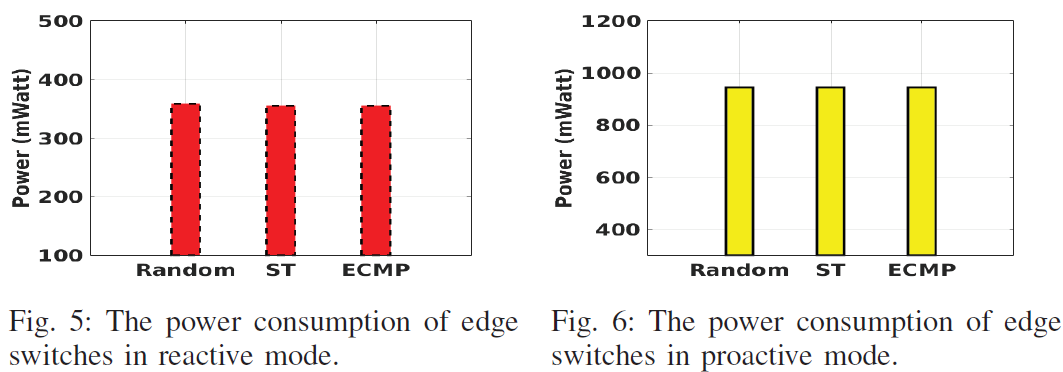 500
400
300
200
100
Power (mWatt)
Random ST ECMP
Fig. 5: The power consumption of edge
switches in reactive mode.
1200
1000
800
600
400
Power (mWatt)
Random ST ECMP
Fig. 6: The power consumption of edge
switches in proactive mode.